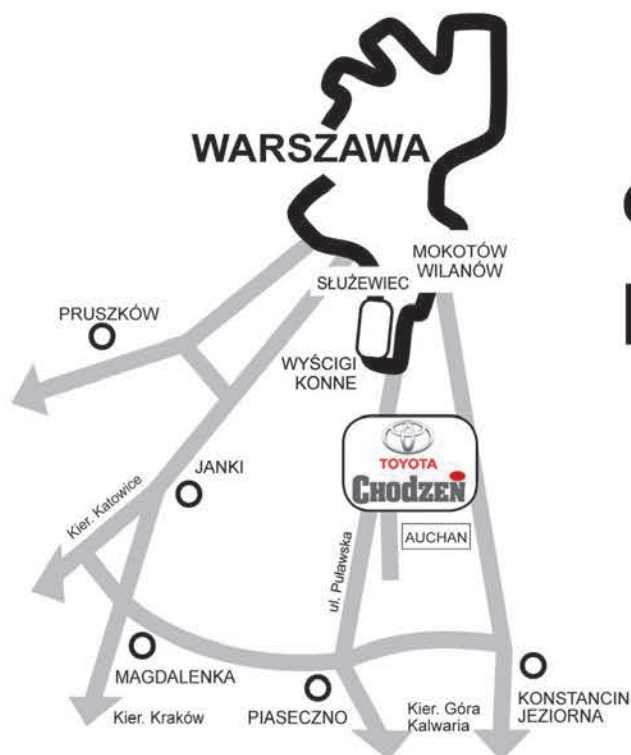 WARSZAWA
MOKOTÓW
WILANÓW
SŁUŻEWIEC
PRUSZKÓW
WYŚCIGI
KONNE
TOYOTA
CHODZEŃ
JANKI
Kier. Katowice
AUCHAN
ul. Puławska
MAGDALENKA
KONSTANCIN
JEZIORNA
Kier. Kraków
PIASECZNO
Kier. Góra
Kalwaria